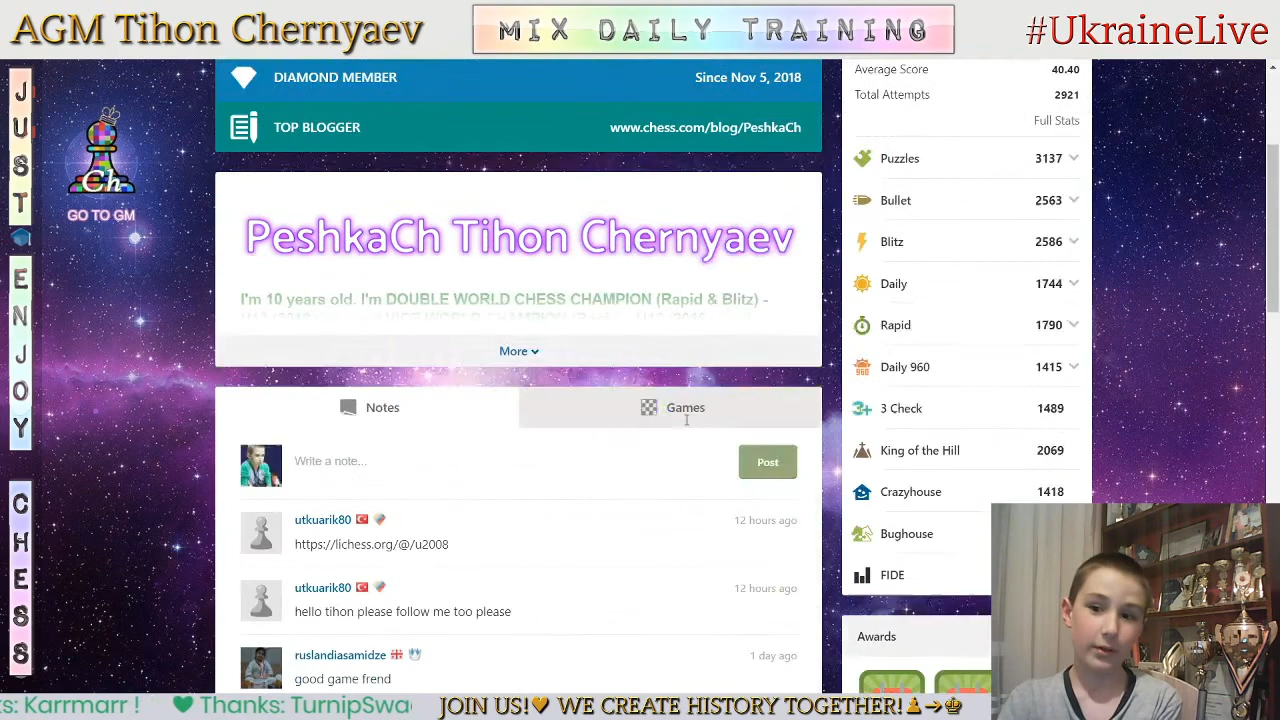 AGM Tihon Chernyaev
MIX DAILY TRAINING
#UkraineLive
JUST
ENJOY
CHESS
Ch
GO TO GM
DIAMOND MEMBER
Since Nov 5, 2018
TOP BLOGGER
www.chess.com/blog/PeshkaCh
PeshkaCh Tihon Chernyaev
I'm 10 years old. I'm DOUBLE WORLD CHESS CHAMPION (Rapid & Blitz) -
More
Notes
Games
Write a note...
Post
utkuarik80
12 hours ago
https://lichess.org/@/u2008
utkuarik80
12 hours ago
hello tihon please follow me too please
ruslandiasamidze
1 day ago
good game frend
Average Score 40.40
Total Attempts 2921
Full Stats
Puzzles 3137
Bullet 2563
Blitz 2586
Daily 1744
Rapid 1790
960 Daily 960 1415
3+ 3 Check 1489
King of the Hill 2069
Crazyhouse 1418
Bughouse
FIDE
Awards
s: Karrmarr ! Thanks: TurnipSwa
JOIN US! WE CREATE HISTORY TOGETHER!